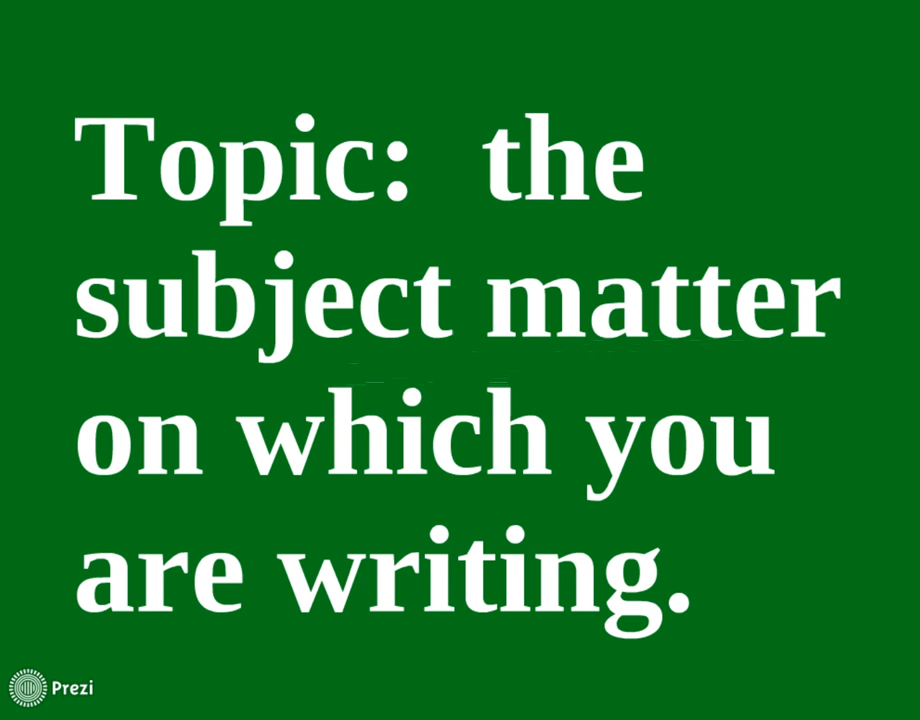 Topic:  the
subject matter
on which you
are writing.
Prezi